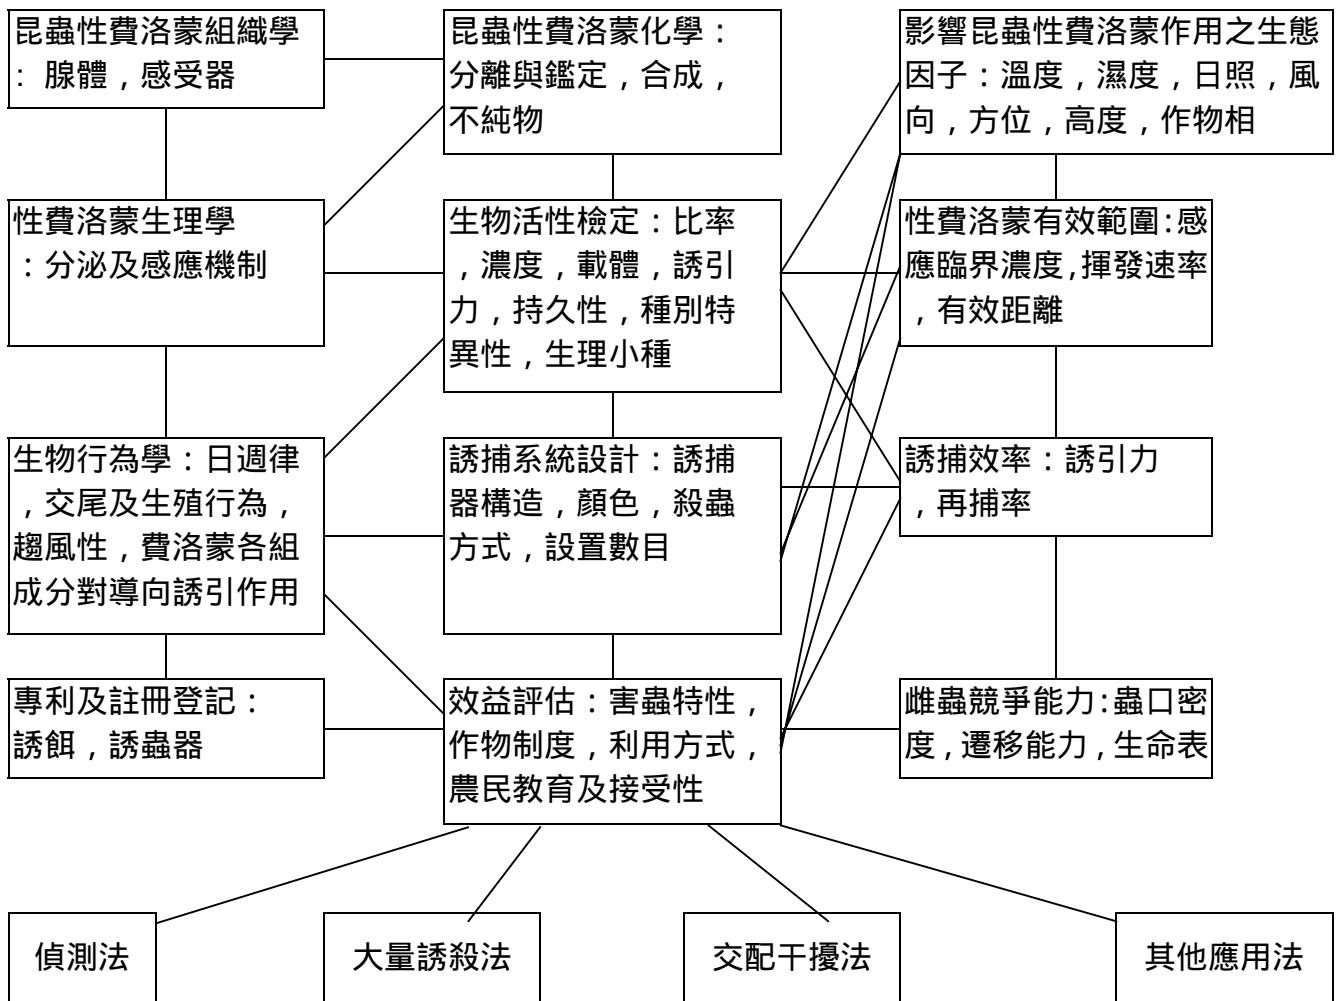 昆蟲性費洛蒙組織學
：腺體，感受器
昆蟲性費洛蒙化學：
分離與鑑定，合成，
不純物
影響昆蟲性費洛蒙作用之生態
因子：溫度，濕度，日照，風
向，方位，高度，作物相
性費洛蒙生理學
：分泌及感應機制
生物活性檢定：比率
，濃度，載體，誘引
力，持久性，種別特
異性，生理小種
性費洛蒙有效範圍：感
應臨界濃度，揮發速率
，有效距離
生物行為學：日週律
，交尾及生殖行為，
趨風性，費洛蒙各組
成分對導向誘引作用
誘捕系統設計：誘捕
器構造，顏色，殺蟲
方式，設置數目
誘捕效率：誘引力
，再捕率
專利及註冊登記：
誘餌，誘蟲器
效益評估：害蟲特性，
作物制度，利用方式，
農民教育及接受性
雌蟲競爭能力：蟲口密
度，遷移能力，生命表
偵測法
大量誘殺法
交配干擾法
其他應用法